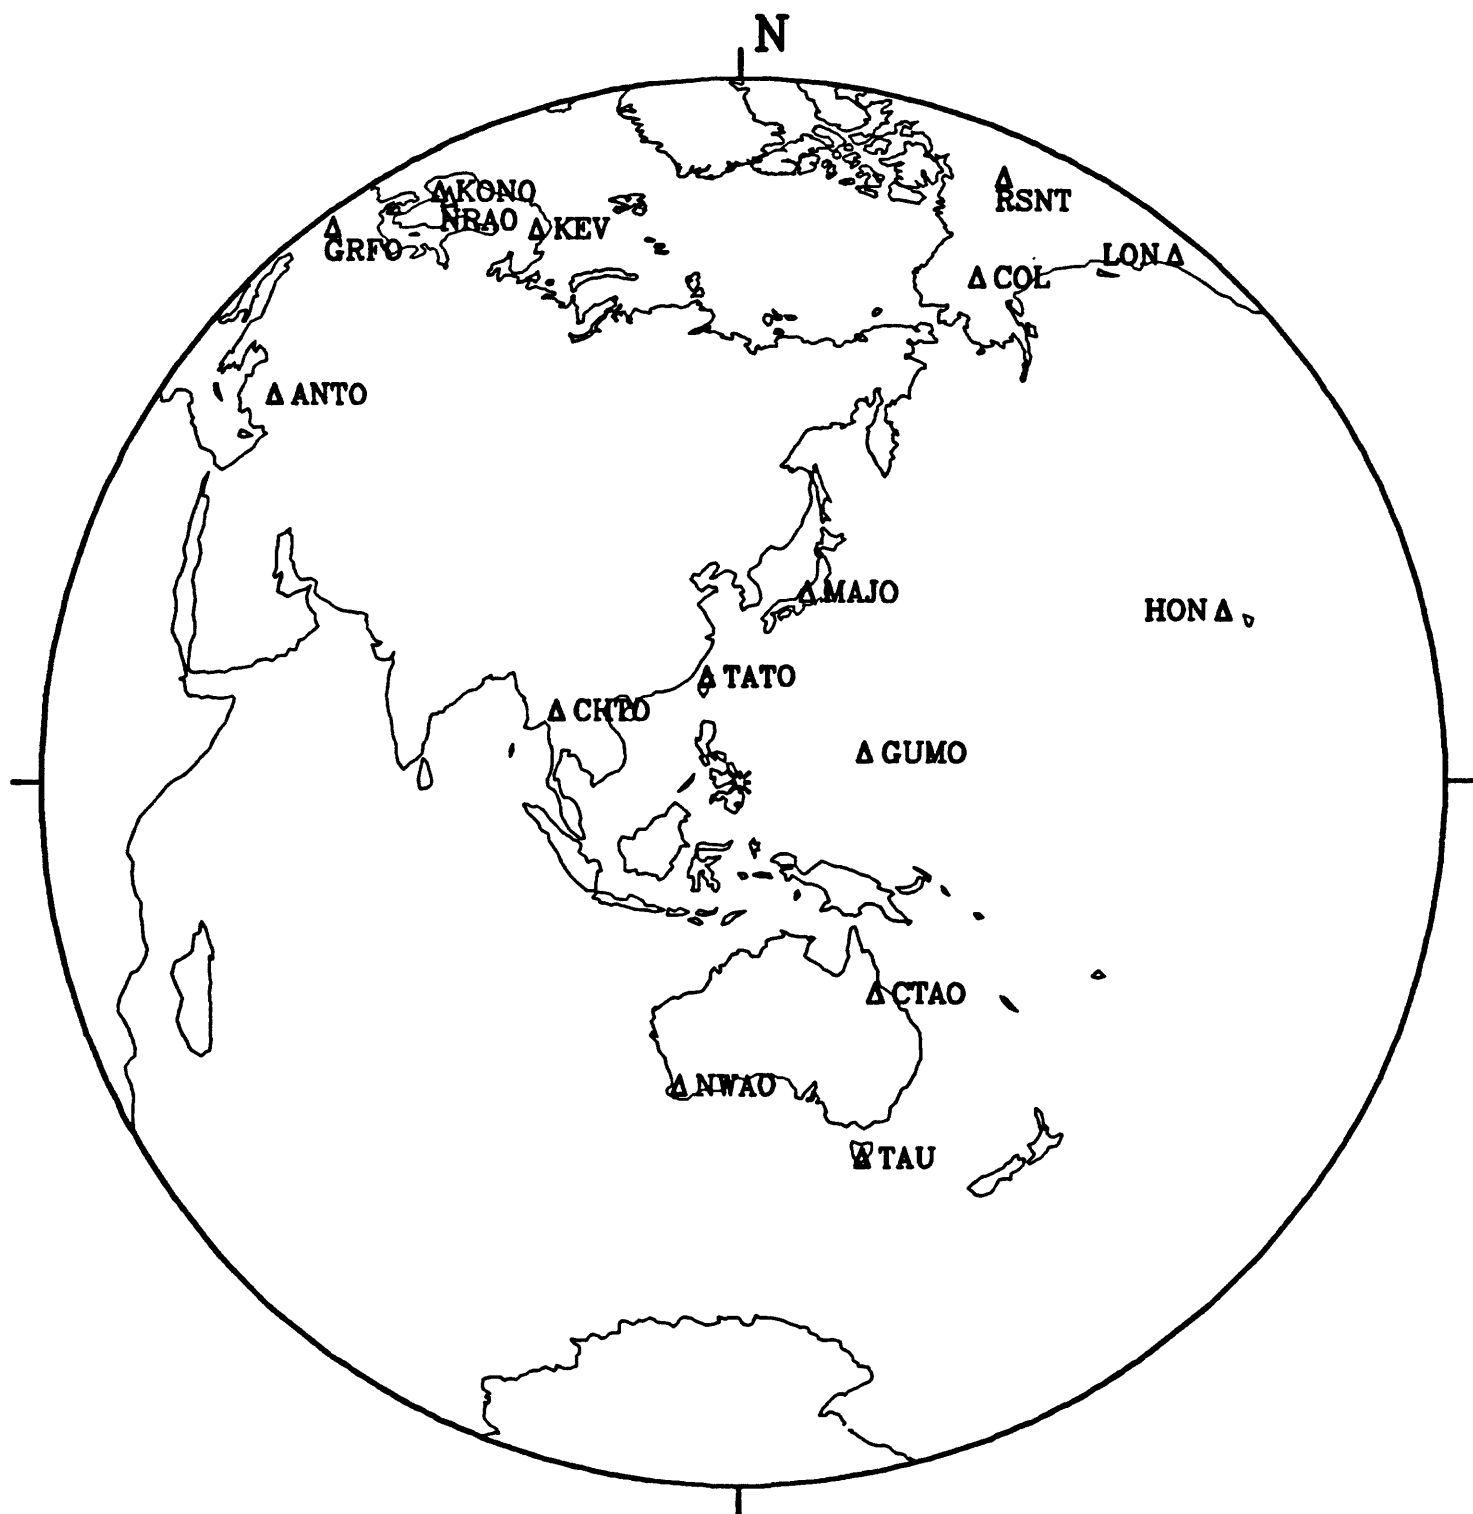 N
KONO
NRAO
KEV
GRFO
RSNT
LON
COL
ANTO
MAJO
HON
TATO
CHTO
GUMO
CTAO
NWAO
TAU